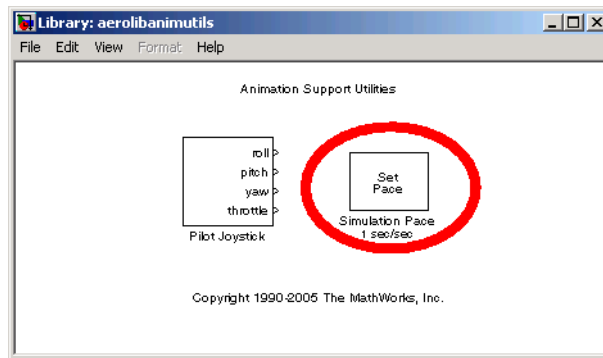 Library: aerolibanimutils
File Edit View Format Help
Animation Support Utilities
roll
pitch
yaw
throttle
Pilot Joystick
Set
Pace
Simulation Pace
1 sec/sec
Copyright 1990-2005 The MathWorks, Inc.